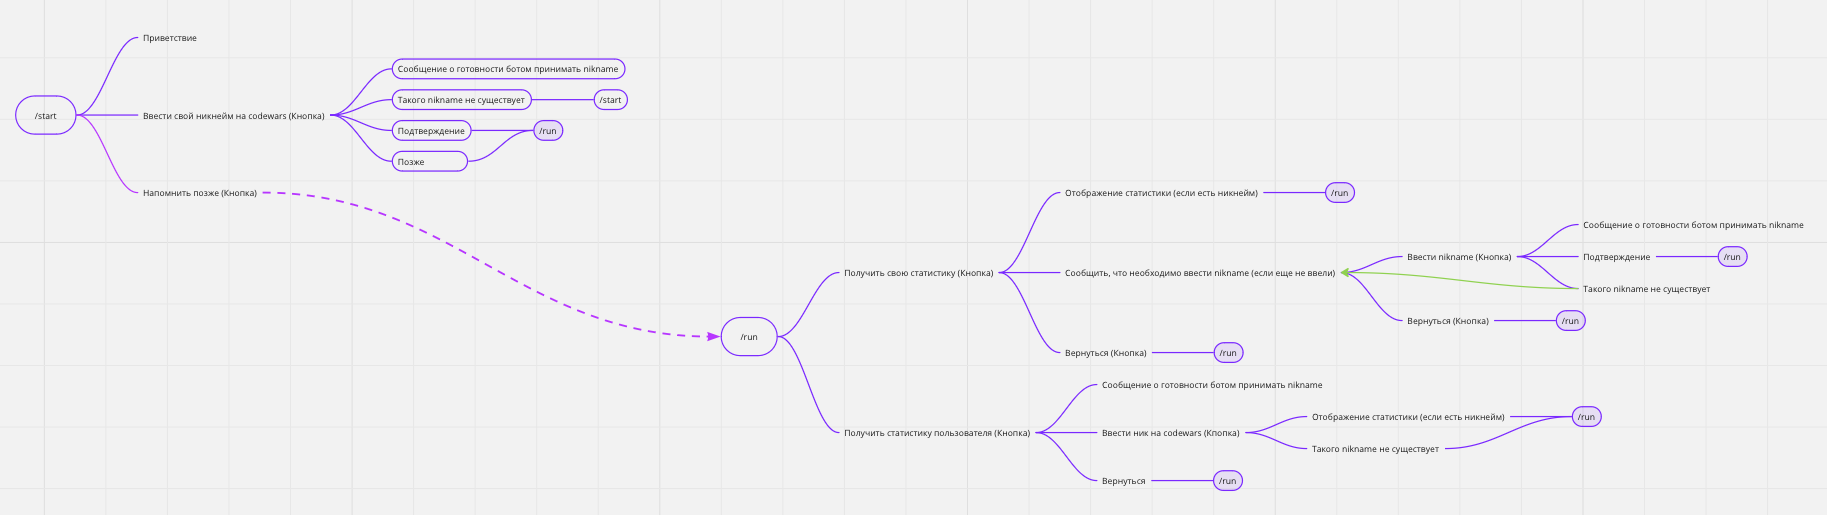 /start
Приветствие
Ввести свой никнейм на codewars (Кнопка)
Сообщение о готовности ботом принимать nikname
Такого nikname не существует
/start
Подтверждение
/run
Позже
Напомнить позже (Кнопка)
/run
Получить свою статистику (Кнопка)
Отображение статистики (если есть никнейм)
/run
Сообщить, что необходимо ввести nikname (если еще не ввели)
Ввести nikname (Кнопка)
Сообщение о готовности ботом принимать nikname
Подтверждение
/run
Такого nikname не существует
Вернуться (Кнопка)
/run
Вернуться (Кнопка)
/run
Получить статистику пользователя (Кнопка)
Сообщение о готовности ботом принимать nikname
Ввести ник на codewars (Кпопка)
Отображение статистики (если есть никнейм)
/run
Такого nikname не существует
Вернуться
/run